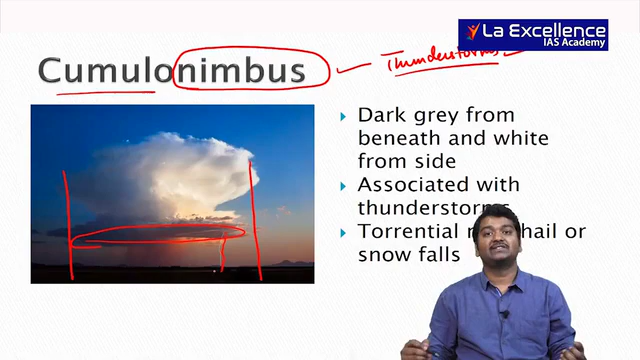 La Excellence
IAS Academy
Cumulonimbus
Thunderstorms
Dark grey from
beneath and white
from side
Associated with
thunderstorms
Torrential hail or
snow falls